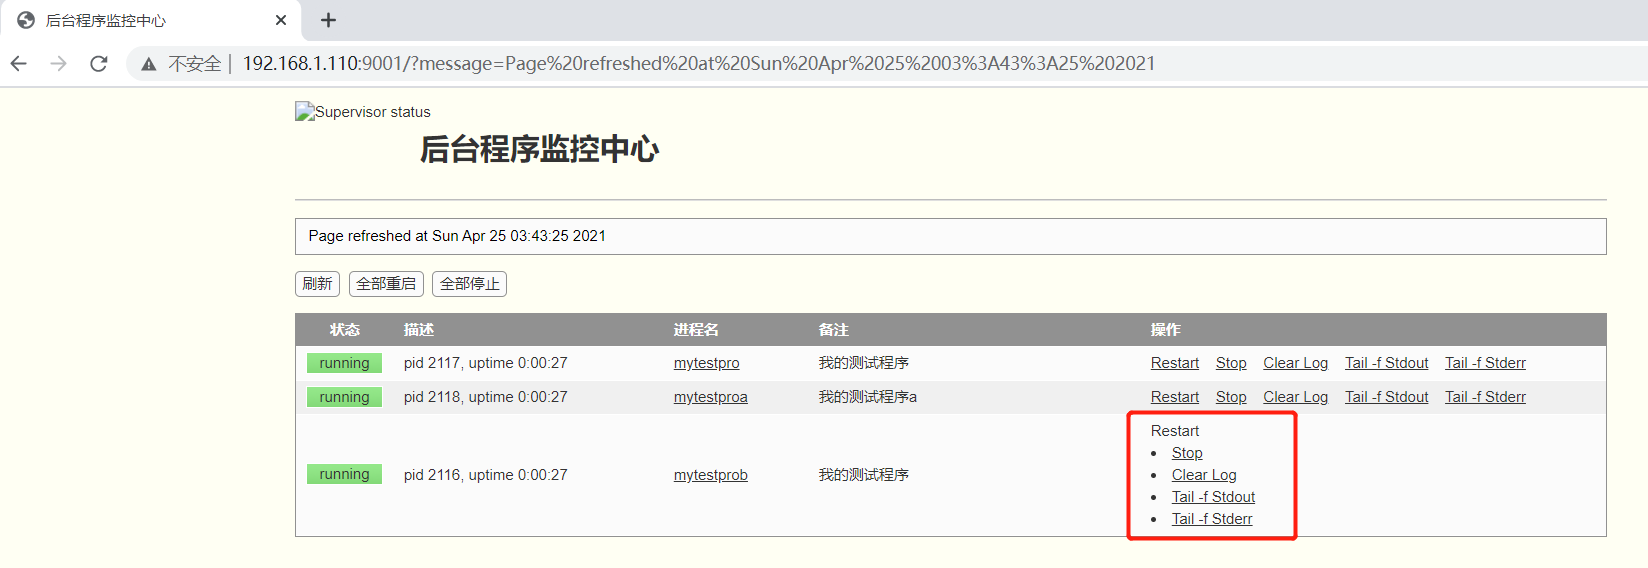 后台程序监控中心
不安全 192.168.1.110:9001/?message=Page%20refreshed%20at%20Sun%20Apr%2025%2003%3A43%3A25%202021
Supervisor status
后台程序监控中心
Page refreshed at Sun Apr 25 03:43:25 2021
刷新 全部重启 全部停止
状态 描述 进程名 备注 操作
running pid 2117, uptime 0:00:27 mytestpro 我的测试程序 Restart Stop Clear Log Tail -f Stdout Tail -f Stderr
running pid 2118, uptime 0:00:27 mytestproa 我的测试程序a Restart Stop Clear Log Tail -f Stdout Tail -f Stderr
Restart
Stop
running pid 2116, uptime 0:00:27 mytestprob 我的测试程序 Clear Log
Tail -f Stdout
Tail -f Stderr